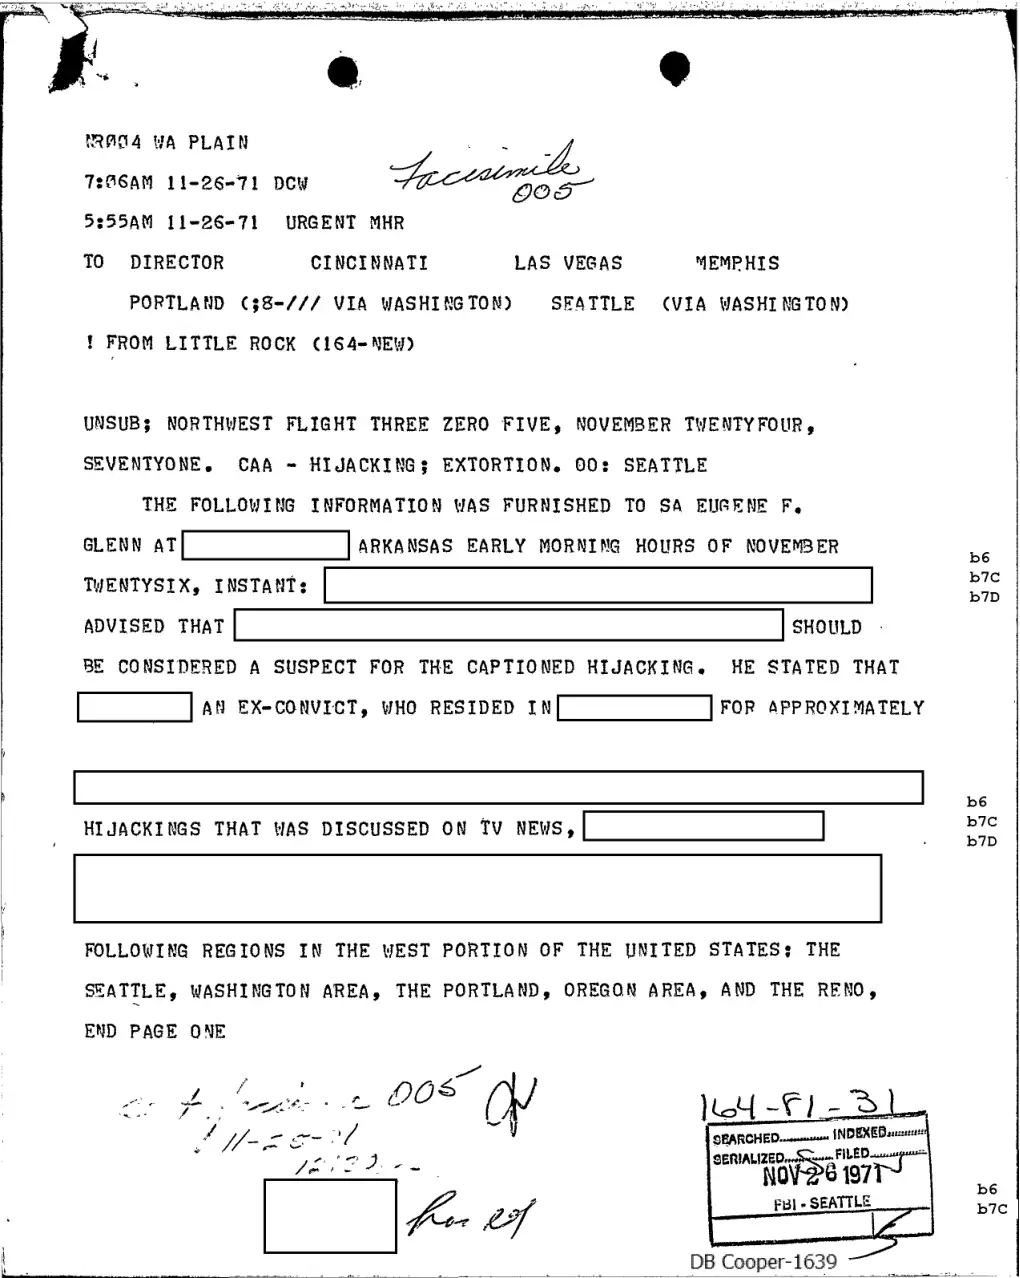 NR004 WA PLAIN
Facsimile
005
7:06AM 11-26-71 DCW
5:55AM 11-26-71 URGENT MHR
TO DIRECTOR CINCINNATI LAS VEGAS MEMPHIS
PORTLAND (;8-/// VIA WASHINGTON) SEATTLE (VIA WASHINGTON)
! FROM LITTLE ROCK (164-NEW)
UNSUB; NORTHWEST FLIGHT THREE ZERO FIVE, NOVEMBER TWENTYFOUR,
SEVENTYONE. CAA - HIJACKING; EXTORTION. OO: SEATTLE
THE FOLLOWING INFORMATION WAS FURNISHED TO SA EUGENE F.
GLENN AT ARKANSAS EARLY MORNING HOURS OF NOVEMBER
b6
b7C
TWENTYSIX, INSTANT:
b7D
ADVISED THAT SHOULD
BE CONSIDERED A SUSPECT FOR THE CAPTIONED HIJACKING. HE STATED THAT
AN EX-CONVICT, WHO RESIDED IN FOR APPROXIMATELY
b6
b7C
HIJACKINGS THAT WAS DISCUSSED ON TV NEWS,
b7D
FOLLOWING REGIONS IN THE WEST PORTION OF THE UNITED STATES; THE
SEATTLE, WASHINGTON AREA, THE PORTLAND, OREGON AREA, AND THE RENO,
END PAGE ONE
005
164-81-31
SEARCHED INDEXED
SERIALIZED FILED
NOV 26 1971
FBI - SEATTLE
b6
b7C
DB Cooper-1639